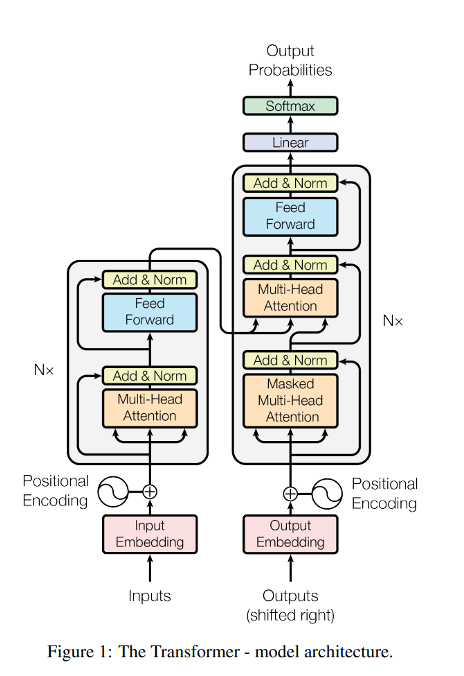 Output
Probabilities
Softmax
Linear
Add & Norm
Feed
Forward
Add & Norm
Multi-Head
Attention
Add & Norm
Masked
Multi-Head
Attention
N×
Positional
Encoding
Output
Embedding
Outputs
(shifted right)
Add & Norm
Feed
Forward
Add & Norm
Multi-Head
Attention
N×
Positional
Encoding
Input
Embedding
Inputs
Figure 1: The Transformer - model architecture.